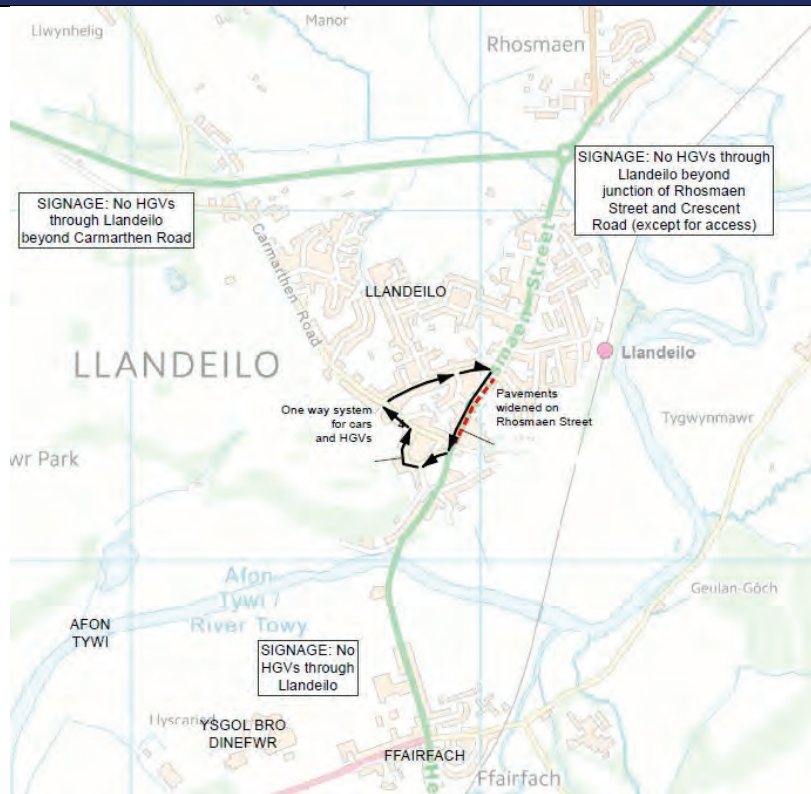 Llwynhelig
Manor
Rhosmaen
SIGNAGE: No HGVs through
Llandeilo beyond
junction of Rhosmaen
Street and Crescent
Road (except for access)
SIGNAGE: No HGVs
through Llandeilo
beyond Carmarthen Road
Carmarthen Road
maen Street
LLANDEILO
LLANDEILO
Llandeilo
One way system
for cars
and HGVs
Pavements
widened on
Rhosmaen Street
Tygwynmawr
wr Park
Afon
Tywi /
River Towy
Geulan-Gôch
AFON
TYWI
SIGNAGE: No
HGVs through
Llandeilo
YSGOL BRO
DINEFWR
FFAIRFACH
Ffairfach
He